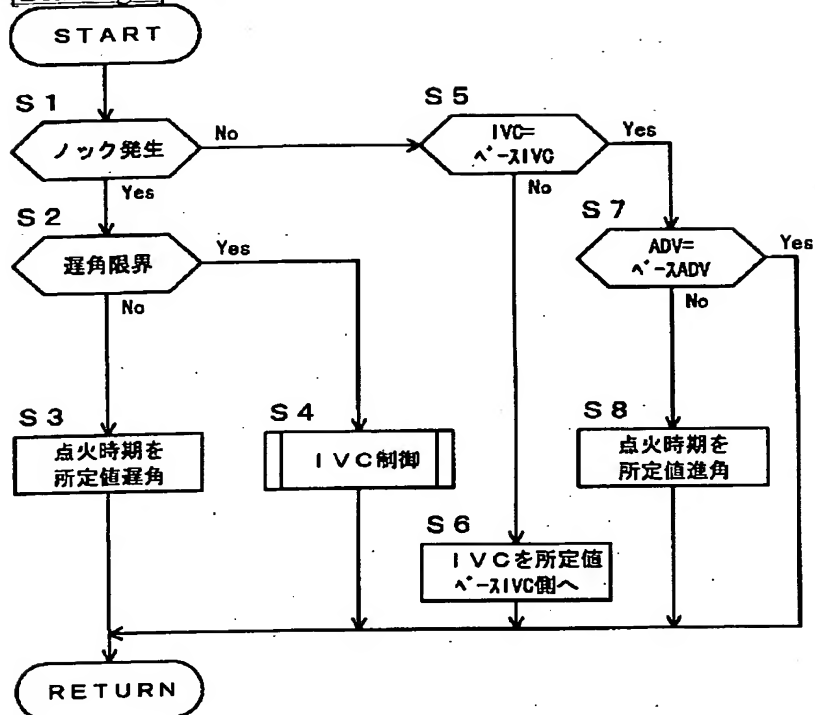 START
S1
ノック発生
No
Yes
S2
遅角限界
Yes
No
S3
点火時期を
所定値遅角
S4
IVC制御
S5
IVC=
ベースIVC
Yes
No
S6
IVCを所定値
ベースIVC側へ
S7
ADV=
ベースADV
Yes
No
S8
点火時期を
所定値進角
RETURN